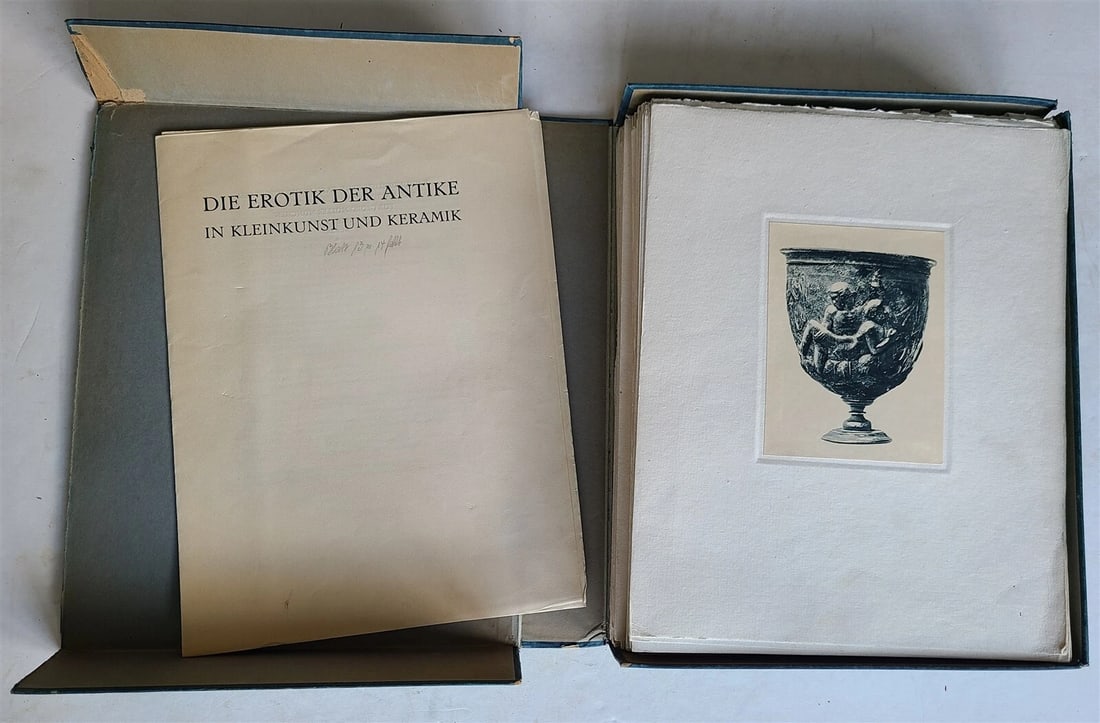 DIE EROTIK DER ANTIKE
IN KLEINKUNST UND KERAMIK